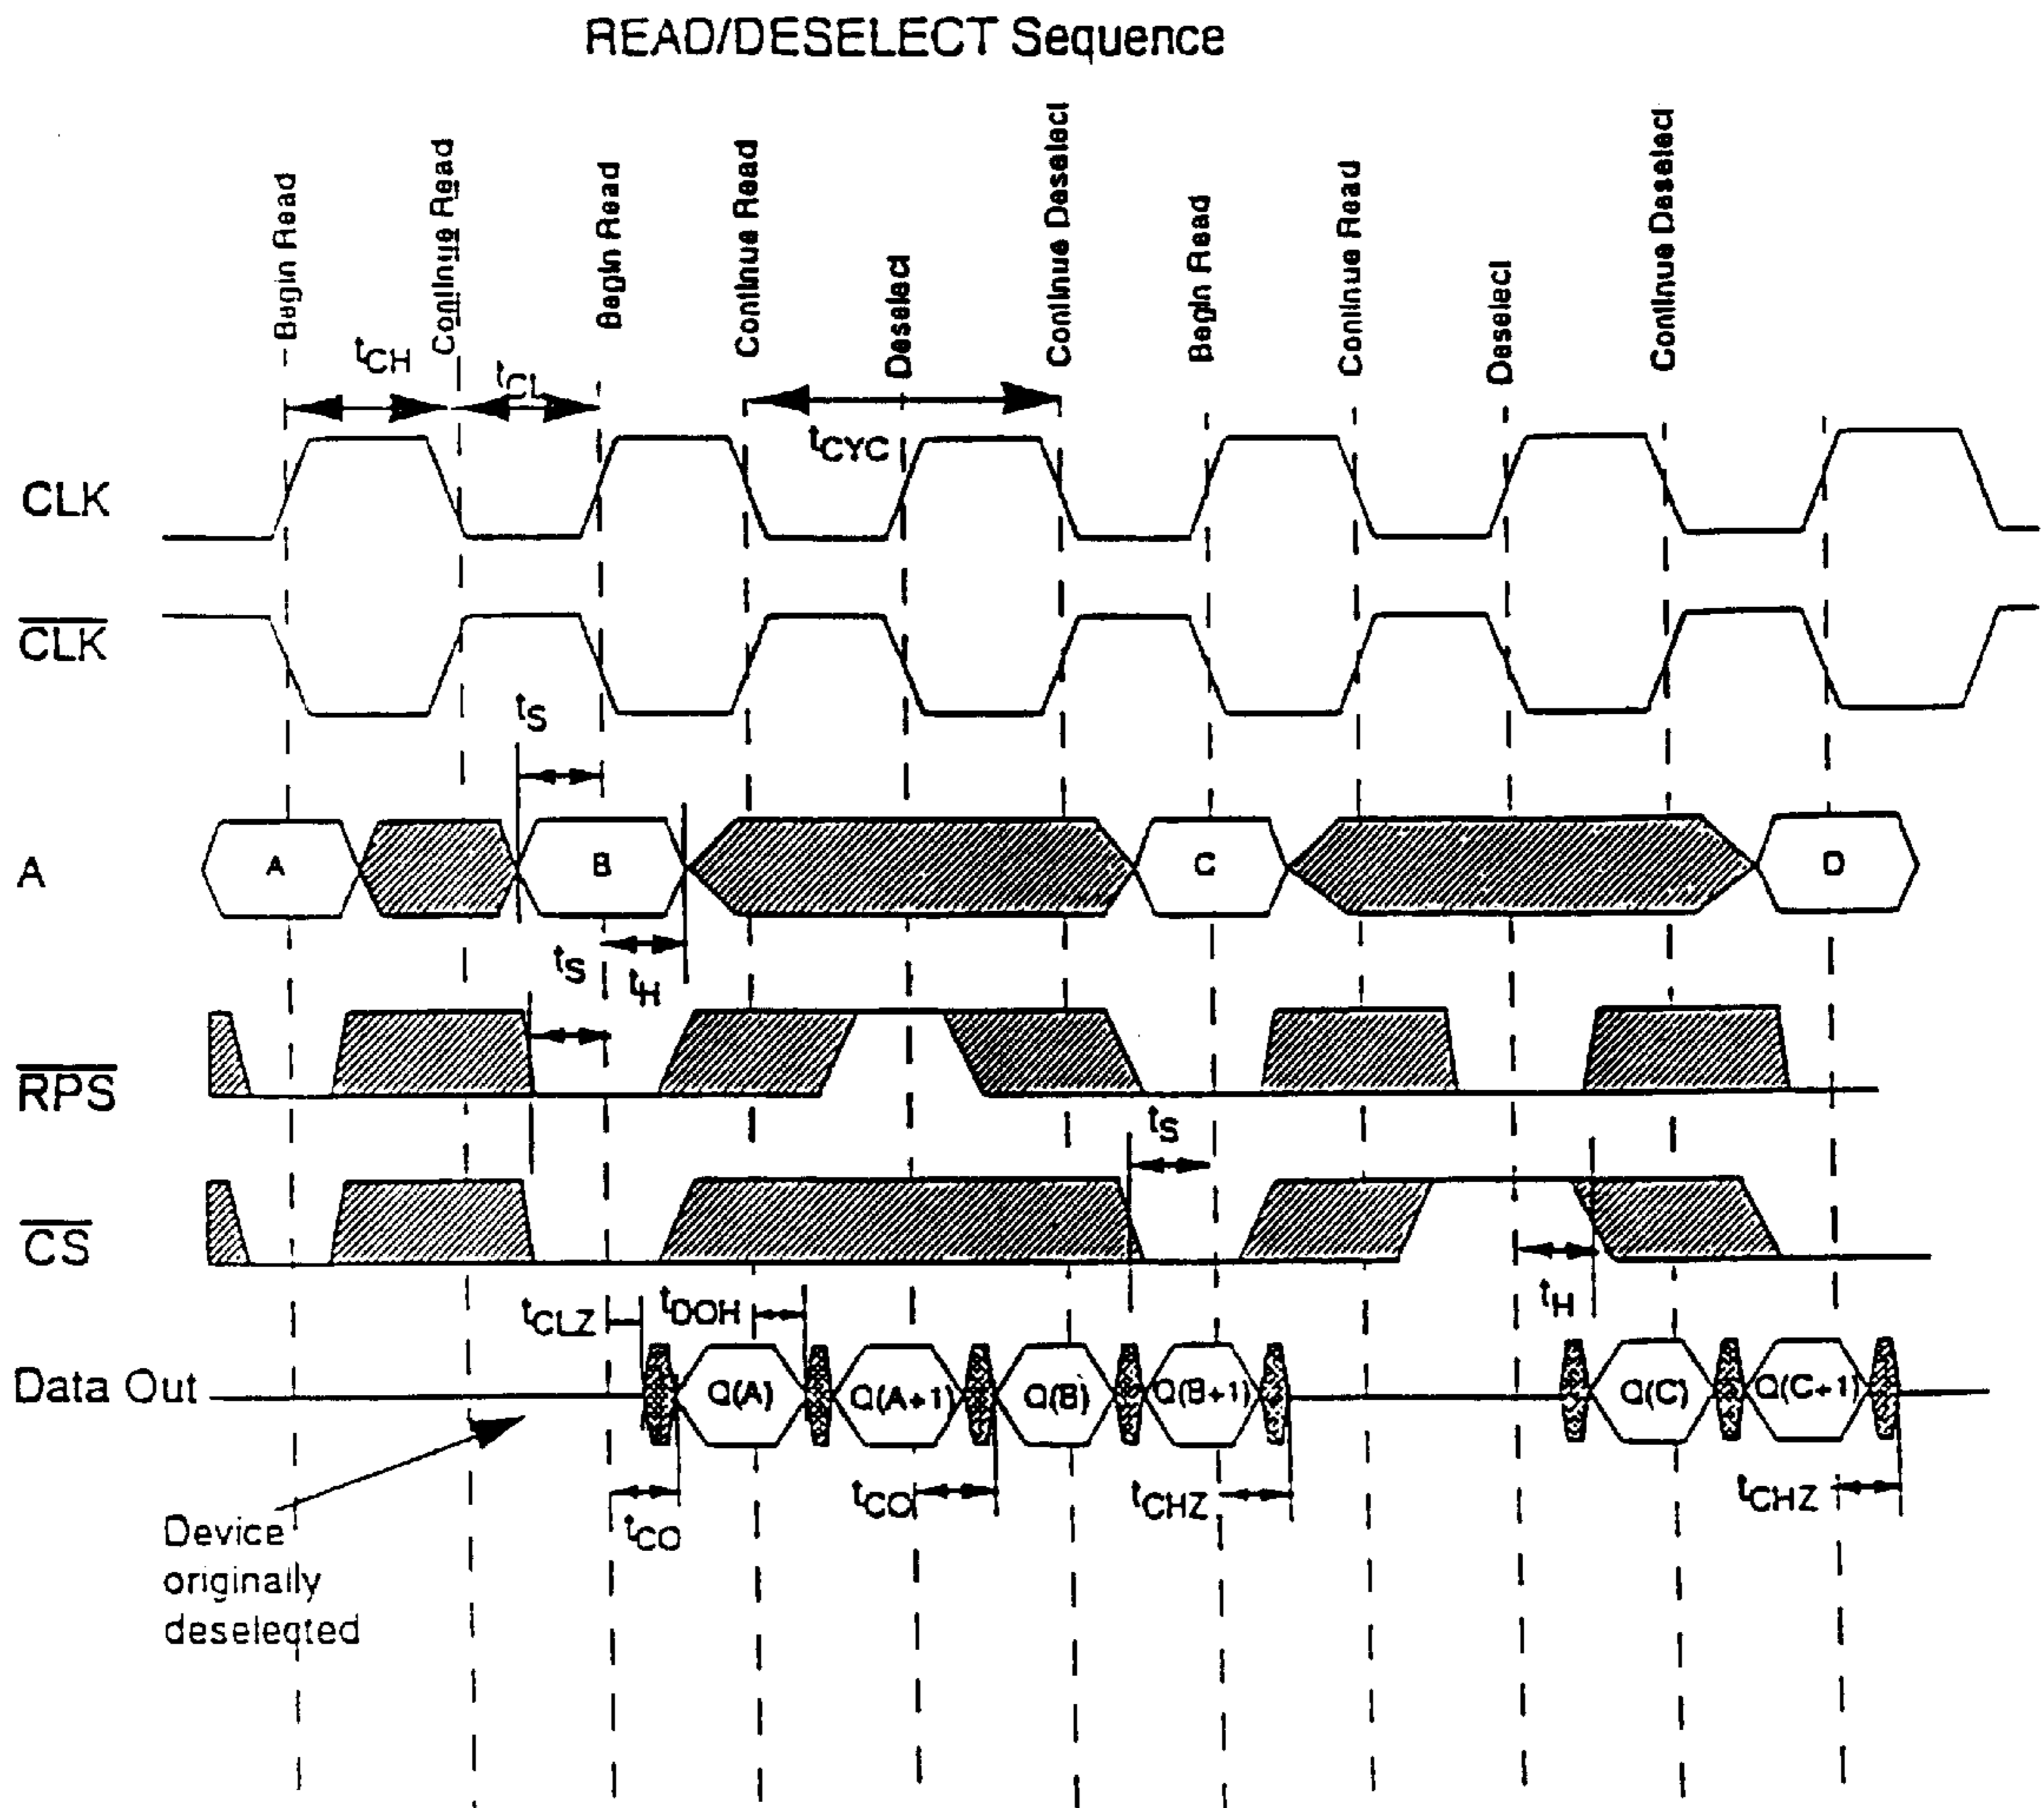 READ/DESELECT Sequence
Begin Read
Continue Read
Begin Read
Continue Read
Deselect
Continue Deselect
Begin Read
Continue Read
Deselect
Continue Deselect
tCH
tCL
tCYC
CLK
CLK
tS
A
A
B
C
D
tS
tH
RPS
tS
CS
tH
tCLZ
tDOH
Data Out
Q(A)
Q(A+1)
Q(B)
Q(B+1)
Q(C)
Q(C+1)
tCO
tCO
tCHZ
tCHZ
Device
originally
deselected